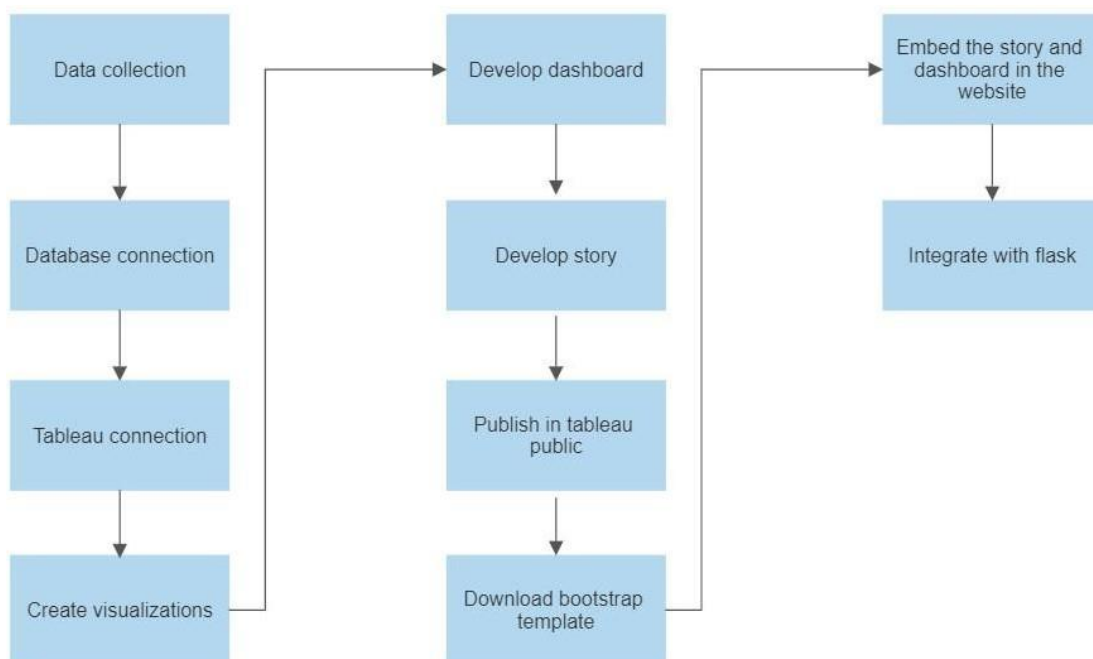 Data collection
Database connection
Tableau connection
Create visualizations
Develop dashboard
Develop story
Publish in tableau
public
Download bootstrap
template
Embed the story and
dashboard in the
website
Integrate with flask